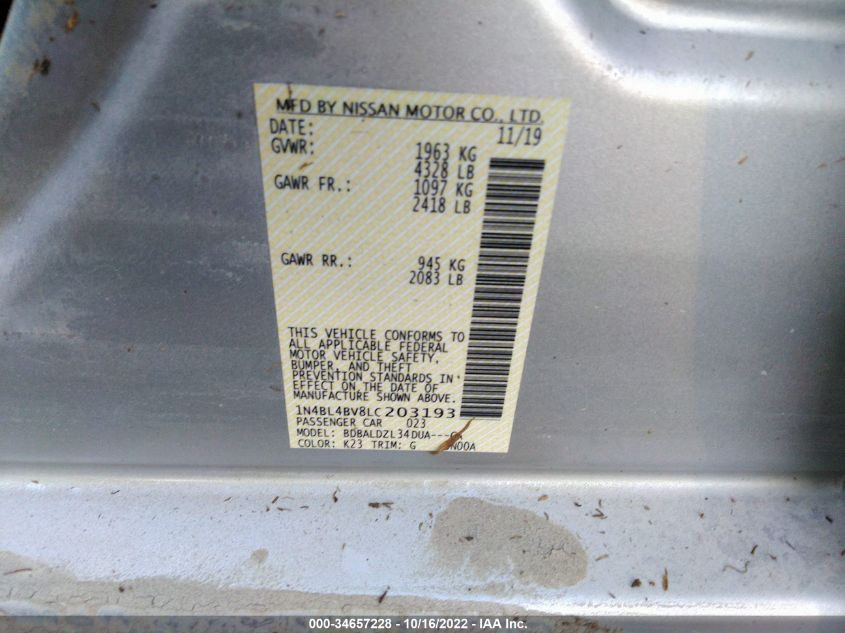 MFD BY NISSAN MOTOR CO., LTD.
DATE: 11/19
GVWR: 1963 KG
4328 LB
GAWR FR.: 1097 KG
2418 LB
GAWR RR.: 945 KG
2083 LB
THIS VEHICLE CONFORMS TO
ALL APPLICABLE FEDERAL
MOTOR VEHICLE SAFETY,
BUMPER, AND THEFT
PREVENTION STANDARDS IN
EFFECT ON THE DATE OF
MANUFACTURE SHOWN ABOVE.
1N4BL4BV8LC203193
PASSENGER CAR 023
MODEL: BDBALDZL34DUA---
COLOR: K23 TRIM: G
000-34657228 - 10/16/2022 - IAA Inc.